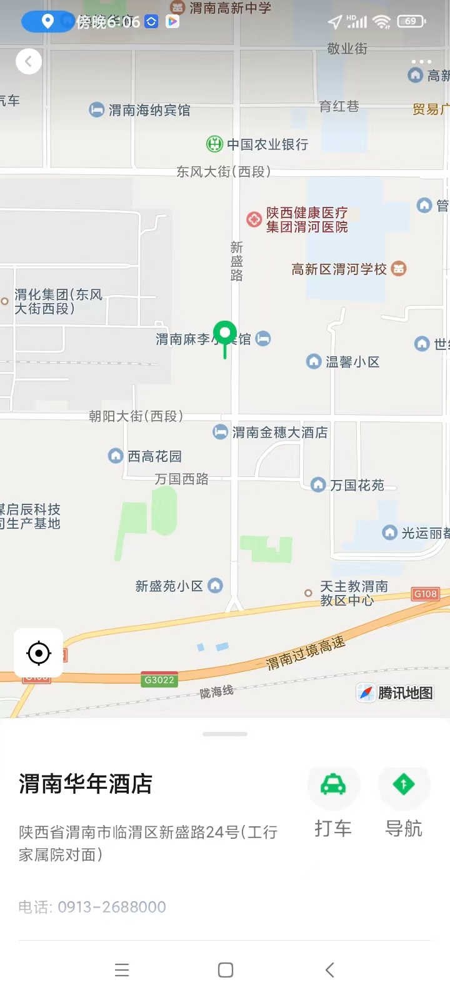 渭南高新中学
傍晚6:06
HD
69
敬业街
高新
汽车
渭南海纳宾馆
育红巷
贸易广
中国农业银行
东风大街(西段)
管
陕西健康医疗
集团渭河医院
新盛路
高新区渭河学校
渭化集团(东风
大街西段)
渭南麻李小宾馆
世纪
温馨小区
朝阳大街(西段)
渭南金穗大酒店
西高花园
万国西路
万国花苑
煤启辰科技
司生产基地
光运丽都
新盛苑小区
天主教渭南
教区中心
G108
渭南过境高速
G3022
陇海线
腾讯地图
渭南华年酒店
打车
导航
陕西省渭南市临渭区新盛路24号(工行
家属院对面)
电话: 0913-2688000